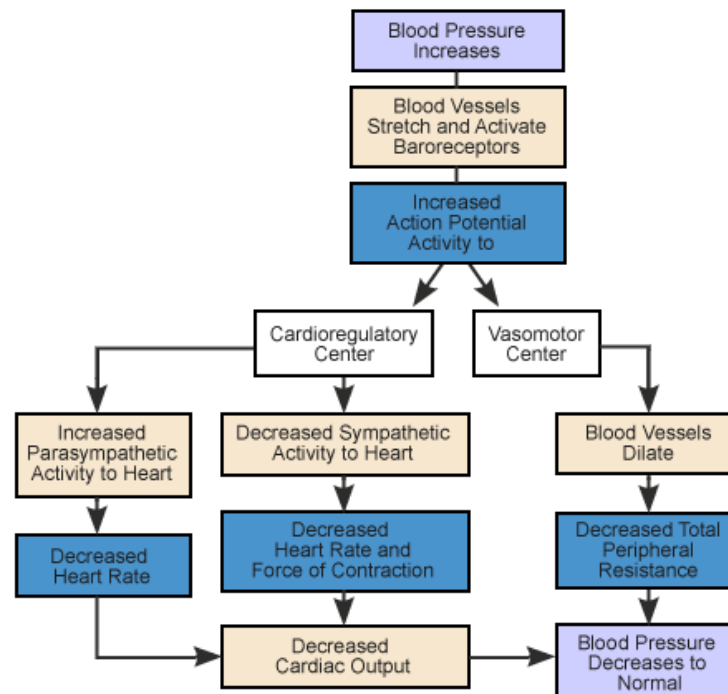 Blood Pressure
Increases
Blood Vessels
Stretch and Activate
Baroreceptors
Increased
Action Potential
Activity to
Cardioregulatory
Center
Vasomotor
Center
Increased
Parasympathetic
Activity to Heart
Decreased Sympathetic
Activity to Heart
Blood Vessels
Dilate
Decreased
Heart Rate
Decreased
Heart Rate and
Force of Contraction
Decreased Total
Peripheral
Resistance
Decreased
Cardiac Output
Blood Pressure
Decreases to
Normal